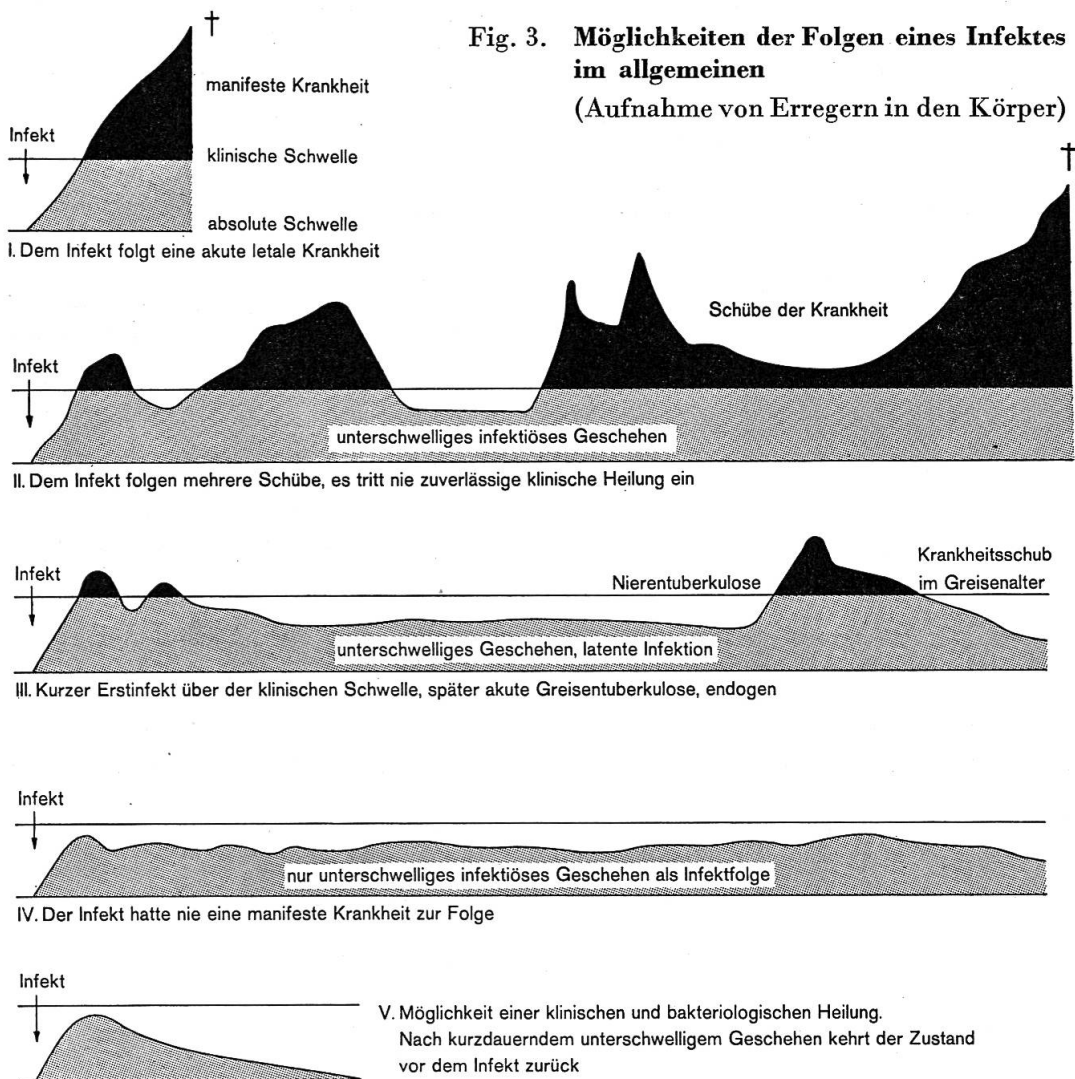 Fig. 3. Möglichkeiten der Folgen eines Infektes
im allgemeinen
(Aufnahme von Erregern in den Körper)
†
manifeste Krankheit
Infekt
klinische Schwelle
absolute Schwelle
I. Dem Infekt folgt eine akute letale Krankheit
†
Schübe der Krankheit
Infekt
unterschwelliges infektiöses Geschehen
II. Dem Infekt folgen mehrere Schübe, es tritt nie zuverlässige klinische Heilung ein
Infekt
Nierentuberkulose
Krankheitsschub
im Greisenalter
unterschwelliges Geschehen, latente Infektion
III. Kurzer Erstinfekt über der klinischen Schwelle, später akute Greisentuberkulose, endogen
Infekt
nur unterschwelliges infektiöses Geschehen als Infektfolge
IV. Der Infekt hatte nie eine manifeste Krankheit zur Folge
Infekt
V. Möglichkeit einer klinischen und bakteriologischen Heilung.
Nach kurzdauerndem unterschwelligem Geschehen kehrt der Zustand
vor dem Infekt zurück